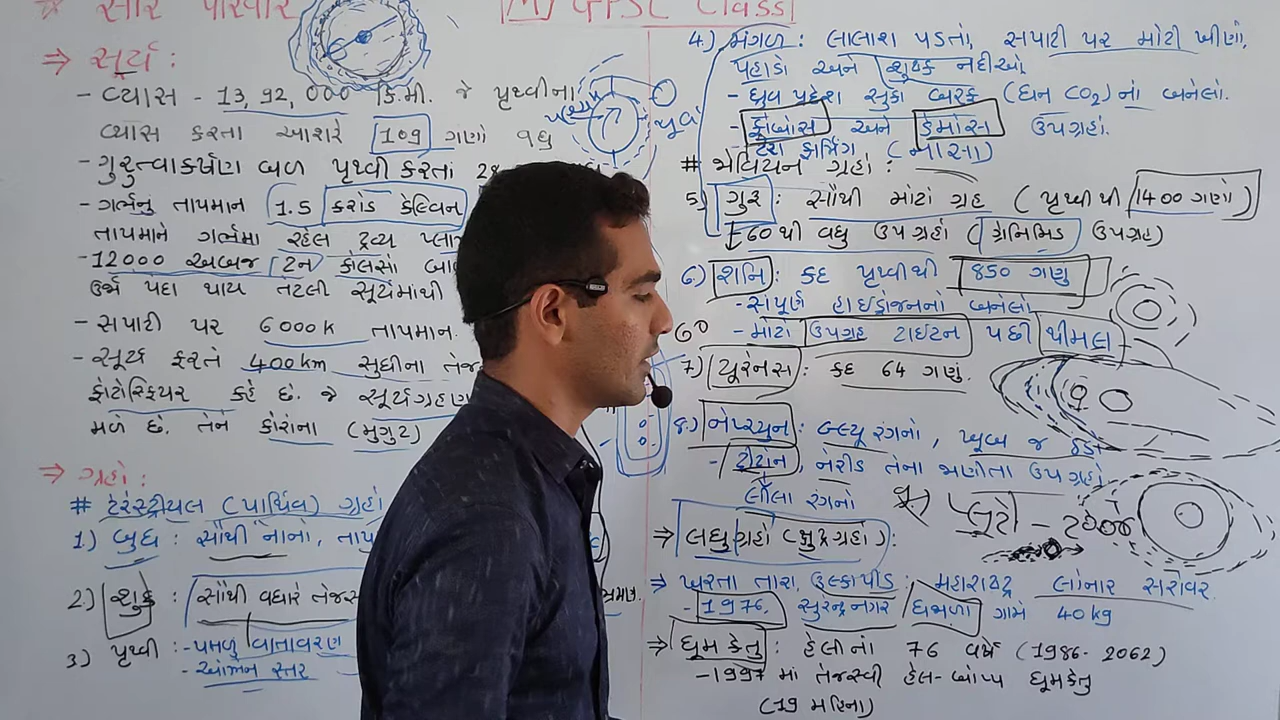 સૌર પરિવાર
GPSC Class
⇒ સૂર્ય :
- વ્યાસ - 13,92,000 કિ.મી. જે પૃથ્વીના
વ્યાસ કરતા આશરે 109 ગણો વધુ
- ગુરુત્વાકર્ષણ બળ પૃથ્વી કરતાં
- ગર્ભનુ તાપમાન 1.5 કરોડ કેલ્વિન
તાપમાને ગર્ભમા રહેલ દ્રવ્ય
- 12000 અબજ ટન કોલસો
ઉર્જા પેદા થાય તેટલી સૂર્યમાંથી
- સપાટી પર 6000K તાપમાન.
- સૂર્ય ફરતે 400km સુધીના
ફોટોસ્ફિયર કહે છે. જે સૂર્યગ્રહણ
મળે છે. તેને કોરોના (મુગુટ)
⇒ ગ્રહો :
# ટેરેસ્ટ્રીયલ (પાર્થિવ) ગ્રહો
1) બુધ : સૌથી નાનો,
2) શુક્ર : સૌથી વધારે
3) પૃથ્વી : - પાતળું વાતાવરણ
- ઓઝોન સ્તર
4) મંગળ : લાલાશ પડતો, સપાટી પર મોટી ખીણો,
પહાડો અને શુષ્ક નદીઓ
- ધ્રુવ પ્રદેશ સુકા બરફ (ઘન CO2) નાં બનેલો.
- ફોબોસ અને ડેમોસ ઉપગ્રહો.
- ટેરા ફોર્મિંગ (નાસા)
# જોવિયન ગ્રહો :
5) ગુરુ : સૌથી મોટો ગ્રહ (પૃથ્વીથી 1400 ગણો)
- 60 થી વધુ ઉપગ્રહો (ગ્રેનિમિડ ઉપગ્રહ)
6) શનિ : કદ પૃથ્વીથી 850 ગણુ
- સંપૂર્ણ હાઈડ્રોજનનો બનેલો
- મોટો ઉપગ્રહ ટાઇટન પછી થીમલ
7) યૂરેનસ : કદ 64 ગણું.
8) નેપ્ચ્યુન : બ્લ્યૂ રંગનો, ખૂબ જ ઠંડો
- ટ્રીટોન, નેરીડ તેના જાણીતા ઉપગ્રહો
લીલા રંગનો
9.) પ્લૂટો -
⇒ લઘુગ્રહો (ક્ષુદ્રગ્રહો) :
⇒ ખરતા તારા, ઉલ્કાપીંડ : મહારાષ્ટ્ર લોનાર સરોવર
- 1976, સુરેન્દ્રનગર ધજાળા ગામ 40 kg
⇒ ધૂમકેતુ : હેલીનાં 76 વર્ષે (1986 - 2062)
- 1997 માં તેજસ્વી હેલ-બોપ્પ ધૂમકેતુ
(19 મહિના)